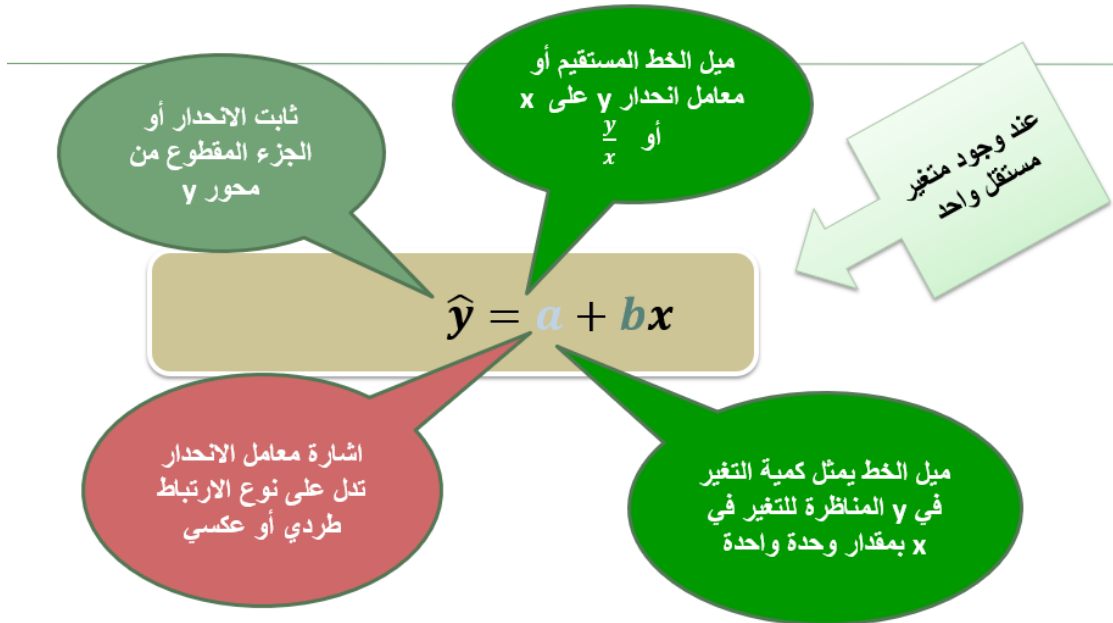 ميل الخط المستقيم أو
معامل انحدار y على x
أو y/x
ثابت الانحدار أو
الجزء المقطوع من
محور y
عند وجود متغير
مستقل واحد
ŷ = a + bx
اشارة معامل الانحدار
تدل على نوع الارتباط
طردي أو عكسي
ميل الخط يمثل كمية التغير
في y المناظرة للتغير في
x بمقدار وحدة واحدة